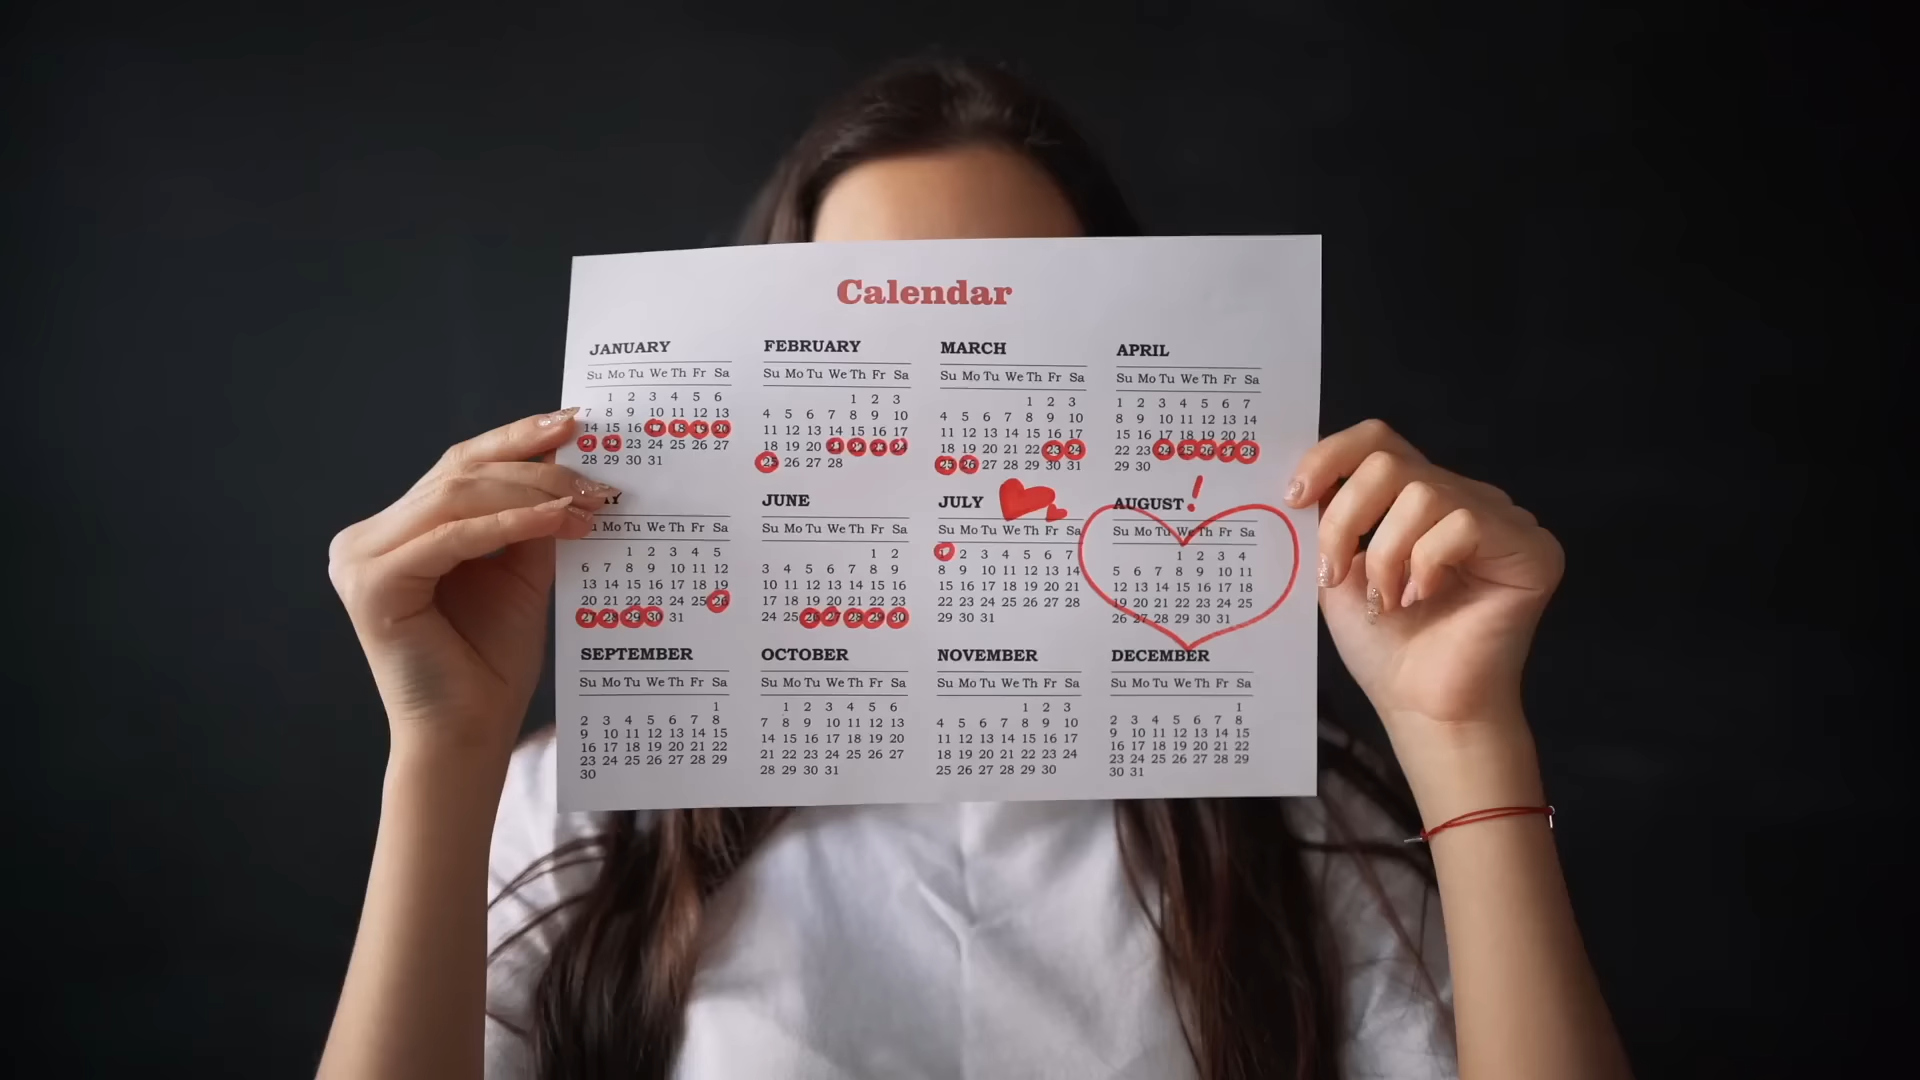 Calendar
JANUARY FEBRUARY MARCH APRIL
Su Mo Tu We Th Fr Sa Su Mo Tu We Th Fr Sa Su Mo Tu We Th Fr Sa Su Mo Tu We Th Fr Sa
1 2 3 4 5 6 1 2 3 1 2 3 1 2 3 4 5 6 7
7 8 9 10 11 12 13 4 5 6 7 8 9 10 4 5 6 7 8 9 10 8 9 10 11 12 13 14
14 15 16 17 18 19 20 11 12 13 14 15 16 17 11 12 13 14 15 16 17 15 16 17 18 19 20 21
21 22 23 24 25 26 27 18 19 20 21 22 23 24 18 19 20 21 22 23 24 22 23 24 25 26 27 28
28 29 30 31 25 26 27 28 25 26 27 28 29 30 31 29 30
JUNE JULY AUGUST !
Mo Tu We Th Fr Sa Su Mo Tu We Th Fr Sa Su Mo Tu We Th Fr Sa Su Mo Tu We Th Fr Sa
1 2 3 4 5 1 2 1 2 3 4 5 6 7 1 2 3 4
6 7 8 9 10 11 12 3 4 5 6 7 8 9 8 9 10 11 12 13 14 5 6 7 8 9 10 11
13 14 15 16 17 18 19 10 11 12 13 14 15 16 15 16 17 18 19 20 21 12 13 14 15 16 17 18
20 21 22 23 24 25 26 17 18 19 20 21 22 23 22 23 24 25 26 27 28 19 20 21 22 23 24 25
27 28 29 30 31 24 25 26 27 28 29 30 29 30 31 26 27 28 29 30 31
SEPTEMBER OCTOBER NOVEMBER DECEMBER
Su Mo Tu We Th Fr Sa Su Mo Tu We Th Fr Sa Su Mo Tu We Th Fr Sa Su Mo Tu We Th Fr Sa
1 1 2 3 4 5 6 1 2 3 1
2 3 4 5 6 7 8 7 8 9 10 11 12 13 4 5 6 7 8 9 10 2 3 4 5 6 7 8
9 10 11 12 13 14 15 14 15 16 17 18 19 20 11 12 13 14 15 16 17 9 10 11 12 13 14 15
16 17 18 19 20 21 22 21 22 23 24 25 26 27 18 19 20 21 22 23 24 16 17 18 19 20 21 22
23 24 25 26 27 28 29 28 29 30 31 25 26 27 28 29 30 23 24 25 26 27 28 29
30 30 31